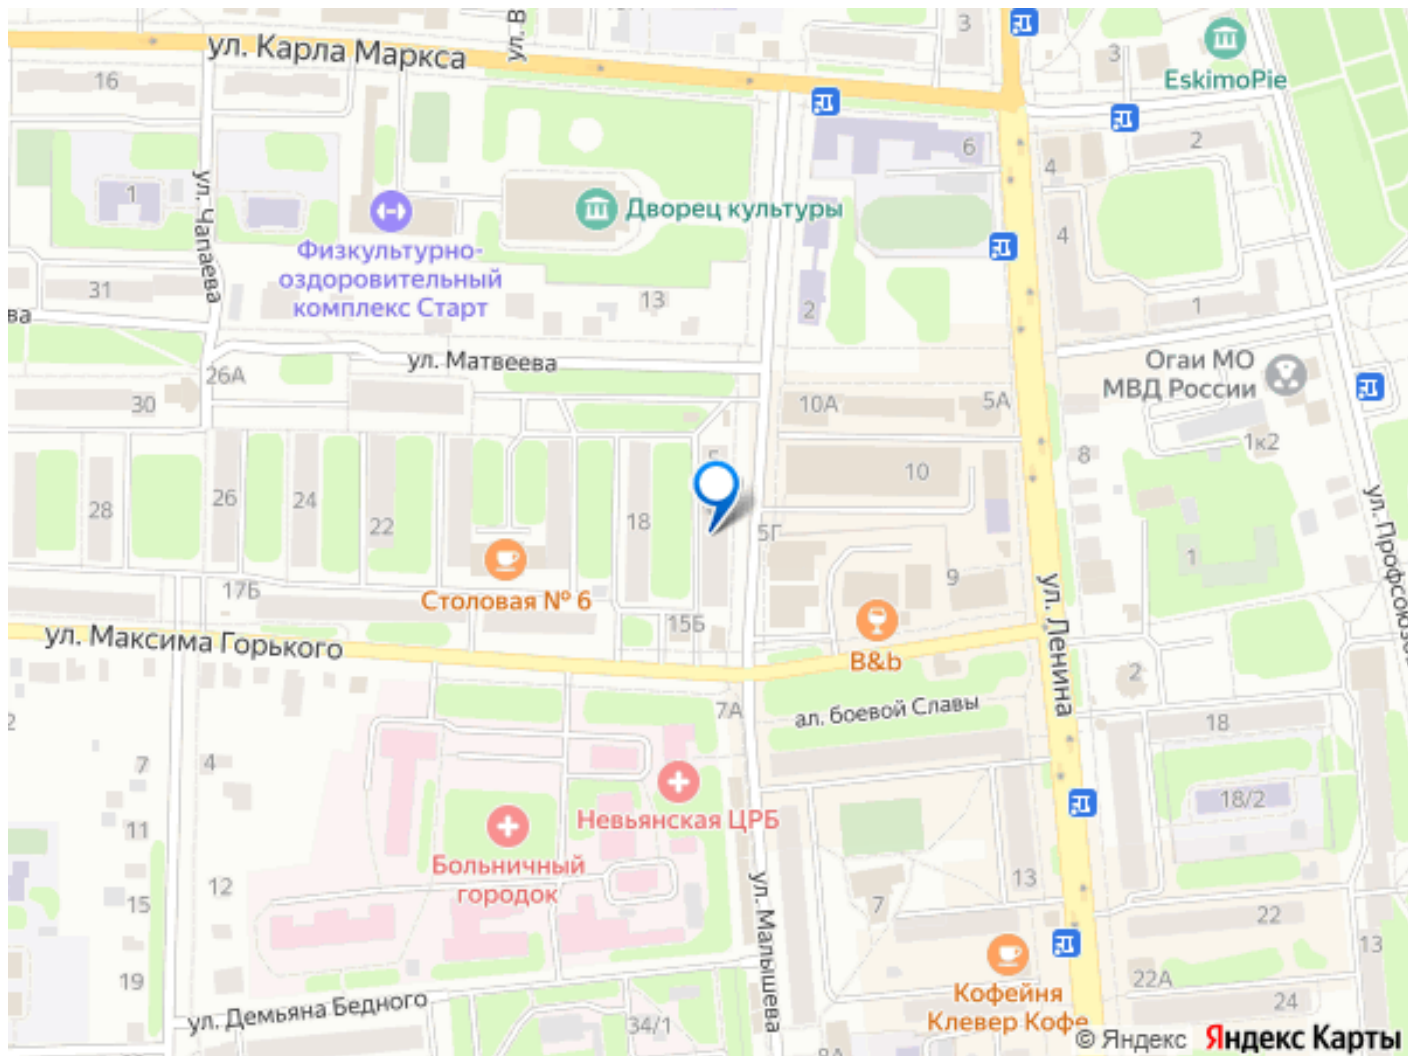 ул. В
3
ул. Карла Маркса
3
EskimoPie
16
6
2
4
1
ул. Чапаева
Дворец культуры
4
Физкультурно-
оздоровительный
комплекс Старт
31
13
2
1
ва
ул. Матвеева
Огаи МО
МВД России
26А
30
10А
5А
1к2
8
5
10
26
24
28
22
18
5Г
ул. Профсоюзов
1
9
17Б
Столовая № 6
ул. Ленина
15Б
ул. Максима Горького
B&b
2
7А
ал. боевой Славы
18
2
7
4
18/2
Невьянская ЦРБ
11
Больничный
городок
12
13
15
7
22
ул. Малышева
13
19
22А
Кофейня
Клевер Кофе
24
ул. Демьяна Бедного
34/1
8А
© Яндекс Яндекс Карты